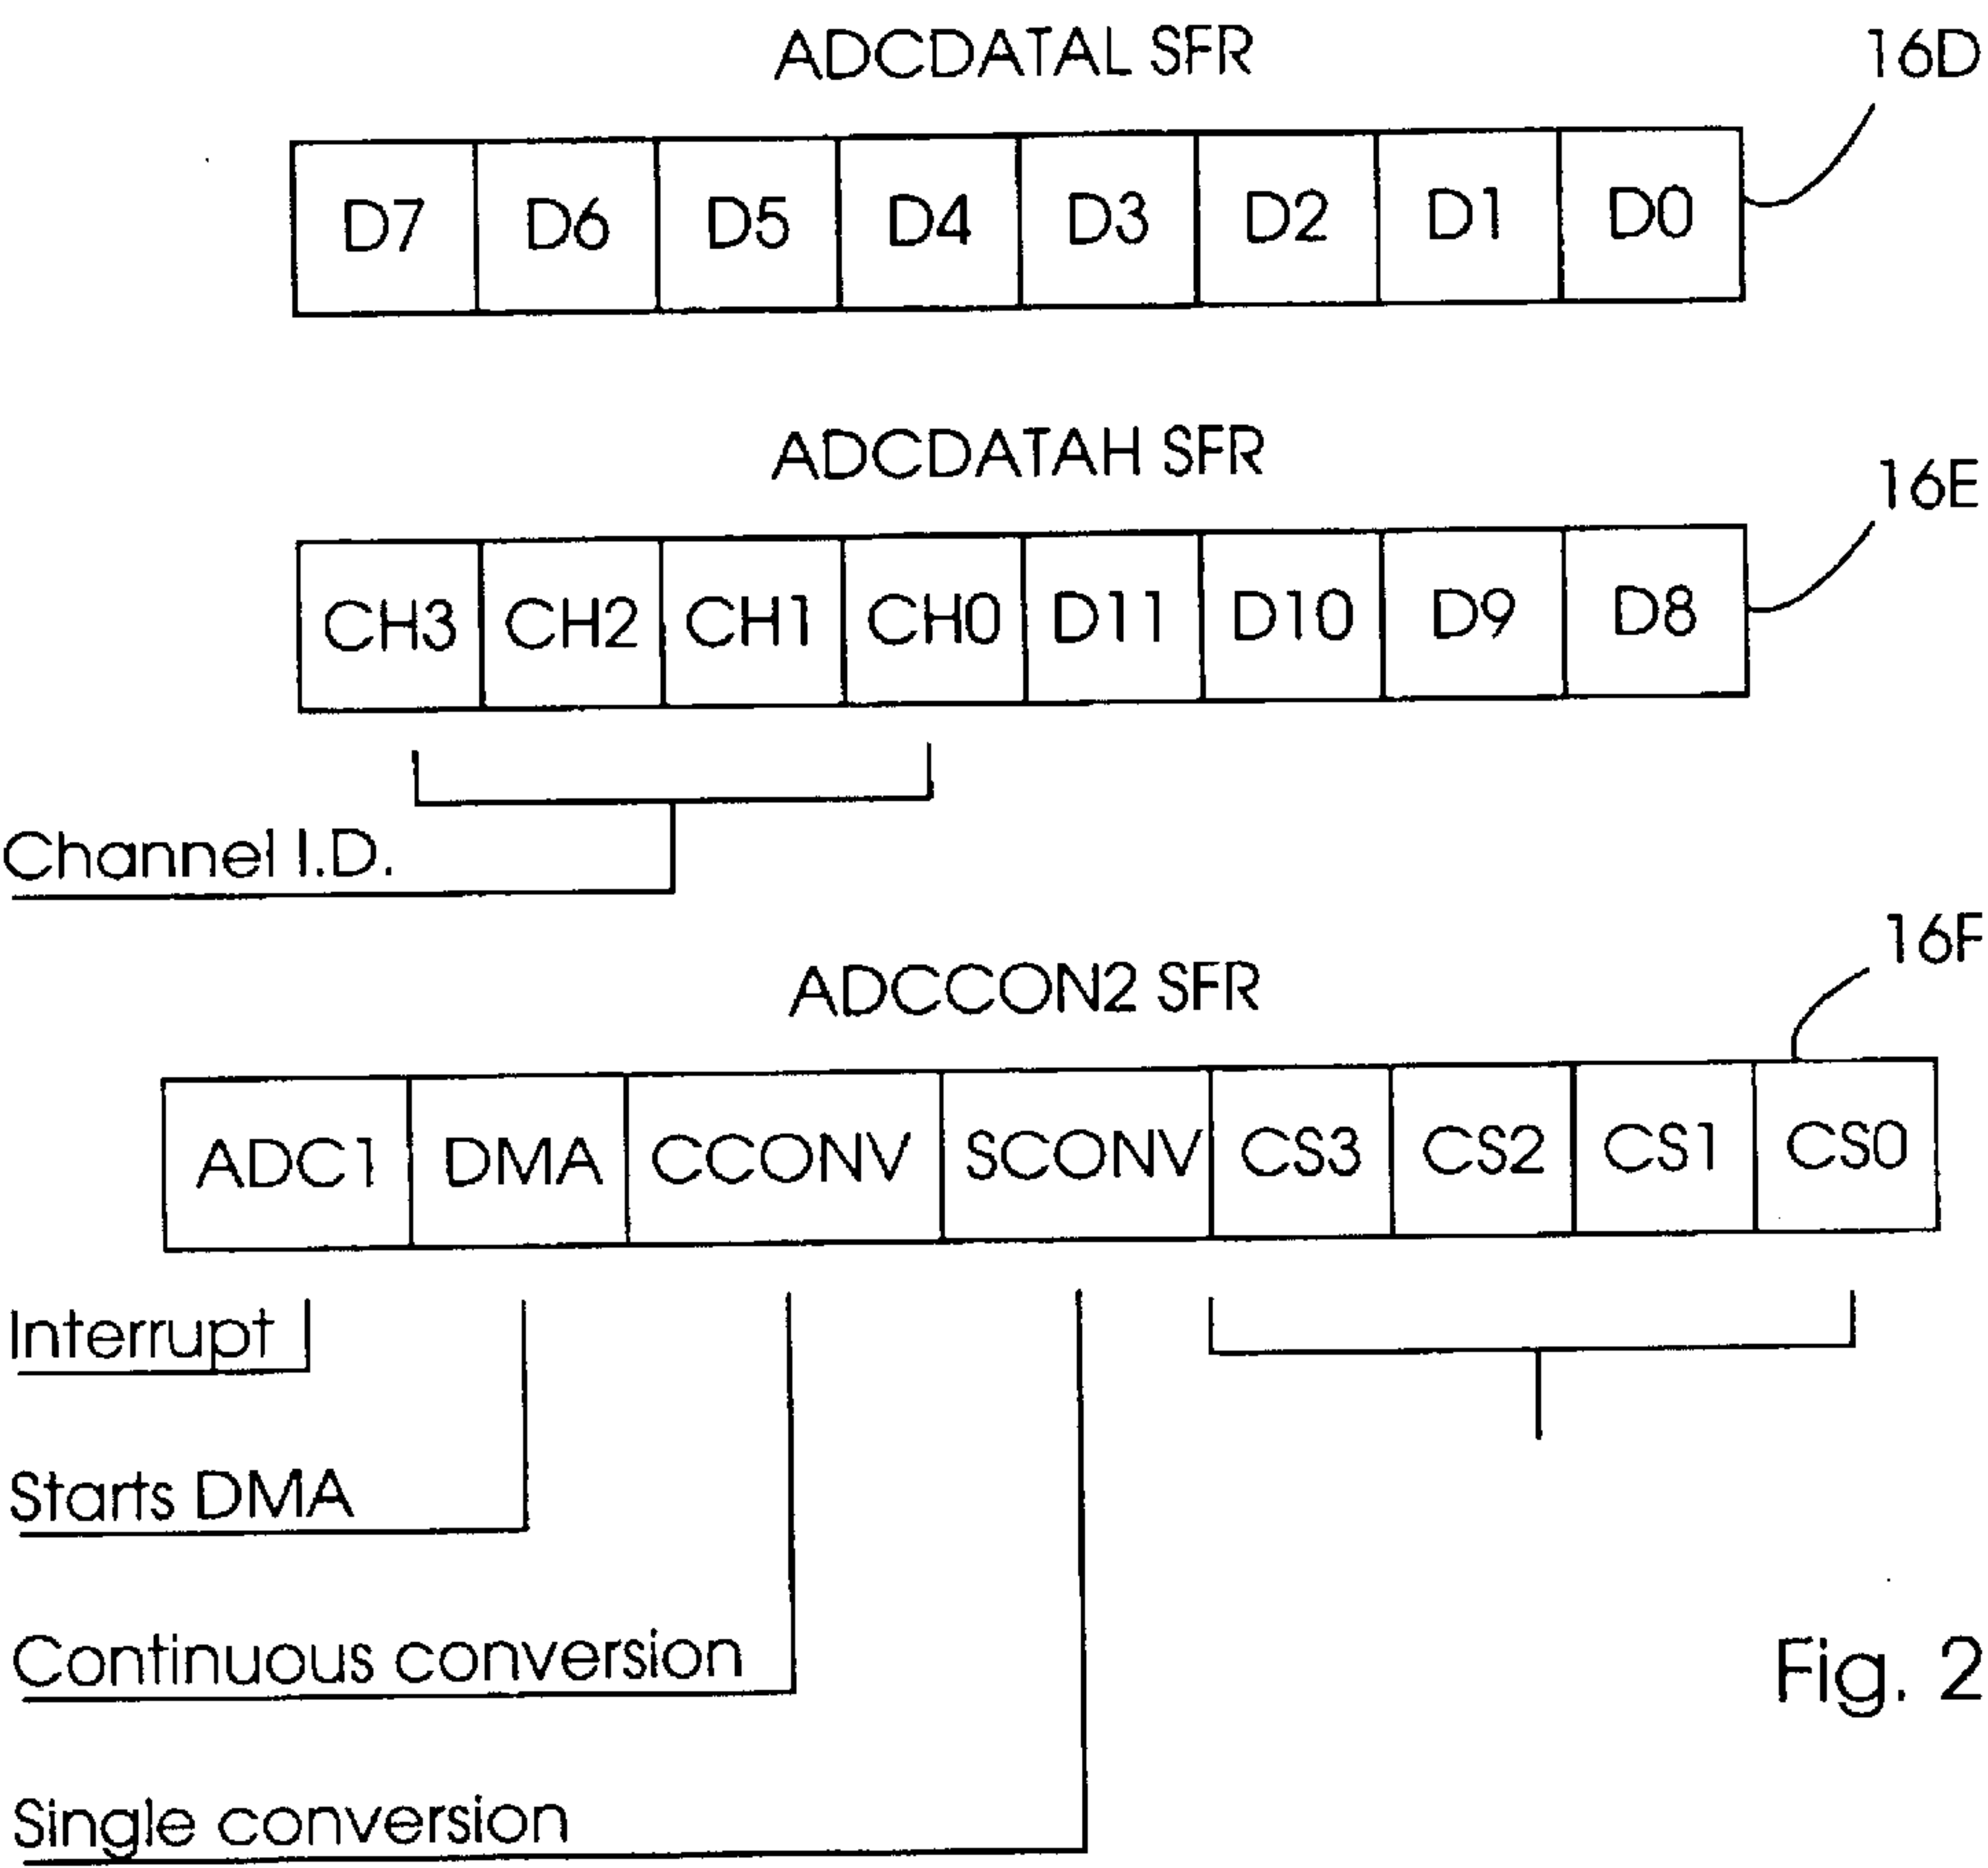 ADCDATAL SFR
16D
D7 D6 D5 D4 D3 D2 D1 D0
ADCDATAH SFR
16E
CH3 CH2 CH1 CH0 D11 D10 D9 D8
Channel I.D.
16F
ADCCON2 SFR
ADC1 DMA CCONV SCONV CS3 CS2 CS1 CS0
Interrupt
Starts DMA
Continuous conversion
Fig. 2
Single conversion